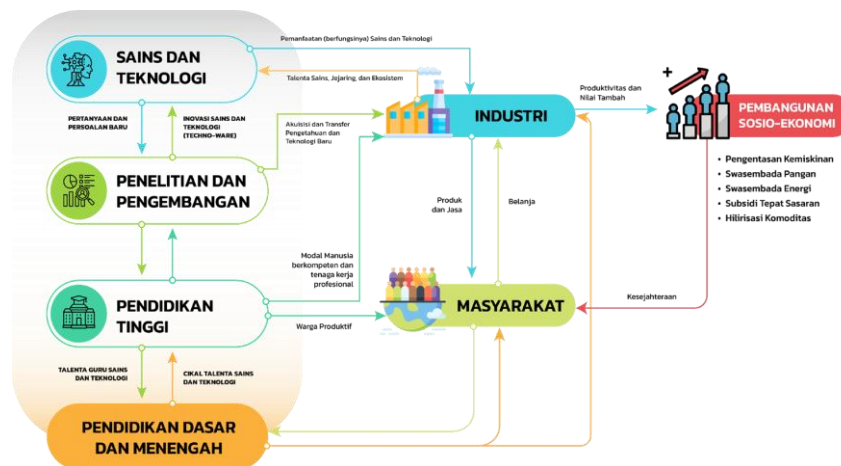 SAINS DAN
TEKNOLOGI
Pemanfaatan (berfungsinya) Sains dan Teknologi
Talenta Sains, Jejaring, dan Ekosistem
PERTANYAAN DAN
PERSOALAN BARU
INOVASI SAINS DAN
TEKNOLOGI
(TECHNO-WARE)
Akuisisi dan Transfer
Pengetahuan dan
Teknologi Baru
INDUSTRI
Produktivitas dan
Nilai Tambah
PEMBANGUNAN
SOSIO-EKONOMI
• Pengentasan Kemiskinan
• Swasembada Pangan
• Swasembada Energi
• Subsidi Tepat Sasaran
• Hilirisasi Komoditas
PENELITIAN DAN
PENGEMBANGAN
Produk
dan Jasa
Belanja
Modal Manusia
berkompeten dan
tenaga kerja
profesional
PENDIDIKAN
TINGGI
Warga Produktif
MASYARAKAT
Kesejahteraan
TALENTA GURU SAINS
DAN TEKNOLOGI
CIKAL TALENTA SAINS
DAN TEKNOLOGI
PENDIDIKAN DASAR
DAN MENENGAH